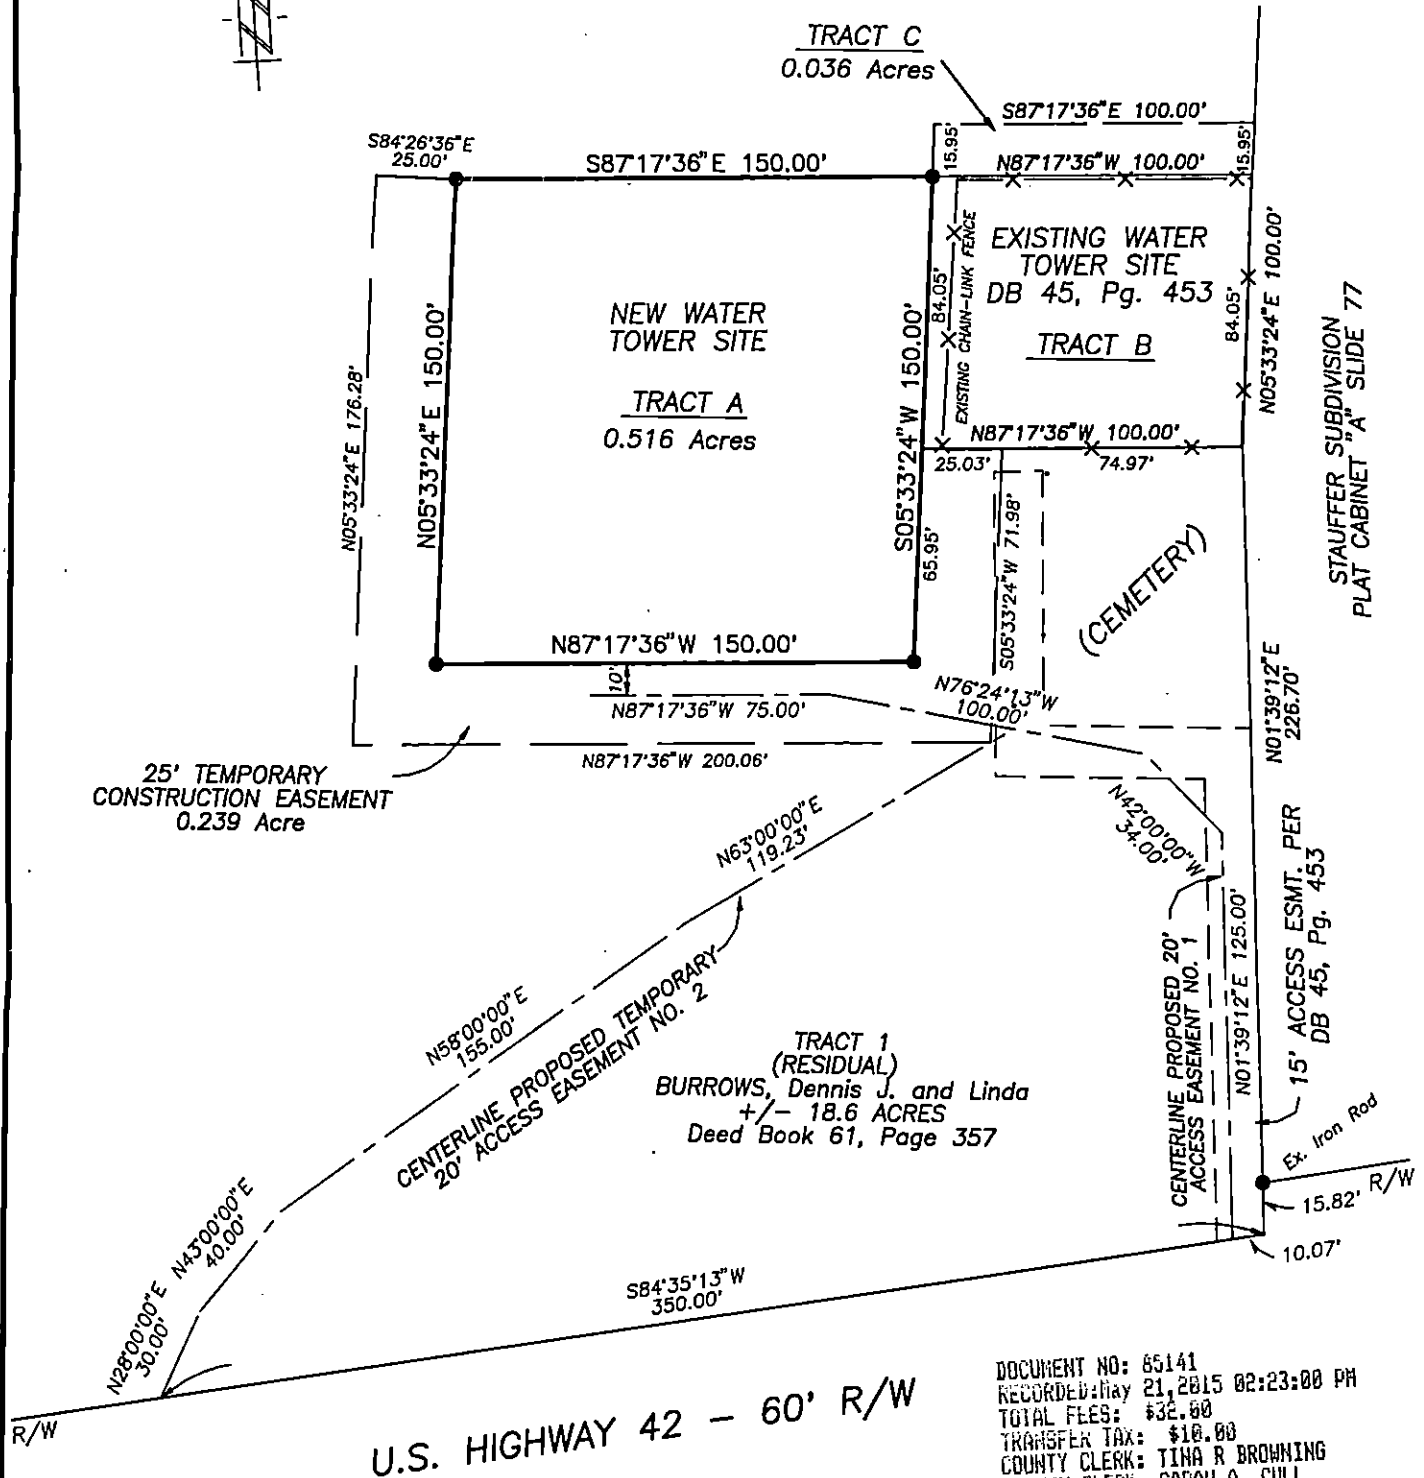 TRACT C
0.036 Acres
S87°17'36"E 100.00'
S84°26'36"E
25.00'
S87°17'36"E 150.00'
15.95'
N87°17'36"W 100.00'
15.95'
NEW WATER
TOWER SITE
TRACT A
0.516 Acres
N05°33'24"E 176.28'
N05°33'24"E 150.00'
S05°33'24"W 150.00'
84.05'
65.95'
EXISTING CHAIN-LINK FENCE
EXISTING WATER
TOWER SITE
DB 45, Pg. 453
TRACT B
84.05'
N05°33'24"E 100.00'
STAUFFER SUBDIVISION
PLAT CABINET "A" SLIDE 77
N87°17'36"W 100.00'
25.03'
74.97'
S05°33'24"W 71.98'
(CEMETERY)
N87°17'36"W 150.00'
10'
N87°17'36"W 75.00'
N76°24'13"W
100.00'
N01°39'12"E
226.70'
N87°17'36"W 200.06'
25' TEMPORARY
CONSTRUCTION EASEMENT
0.239 Acre
N63°00'00"E
119.23'
N42°00'00"W
34.00'
N58°00'00"E
155.00'
CENTERLINE PROPOSED TEMPORARY
20' ACCESS EASEMENT NO. 2
CENTERLINE PROPOSED 20'
ACCESS EASEMENT NO. 1
N01°39'12"E 125.00'
15' ACCESS ESMT. PER
DB 45, Pg. 453
TRACT 1
(RESIDUAL)
BURROWS, Dennis J. and Linda
+/- 18.6 ACRES
Deed Book 61, Page 357
Ex. Iron Rod
15.82' R/W
10.07'
N43°00'00"E
40.00'
N28°00'00"E
30.00'
S84°35'13"W
350.00'
R/W
U.S. HIGHWAY 42 - 60' R/W
DOCUMENT NO: 65141
RECORDED:May 21,2015 02:23:00 PM
TOTAL FEES: $32.00
TRANSFER TAX: $10.00
COUNTY CLERK: TINA R BROWNING